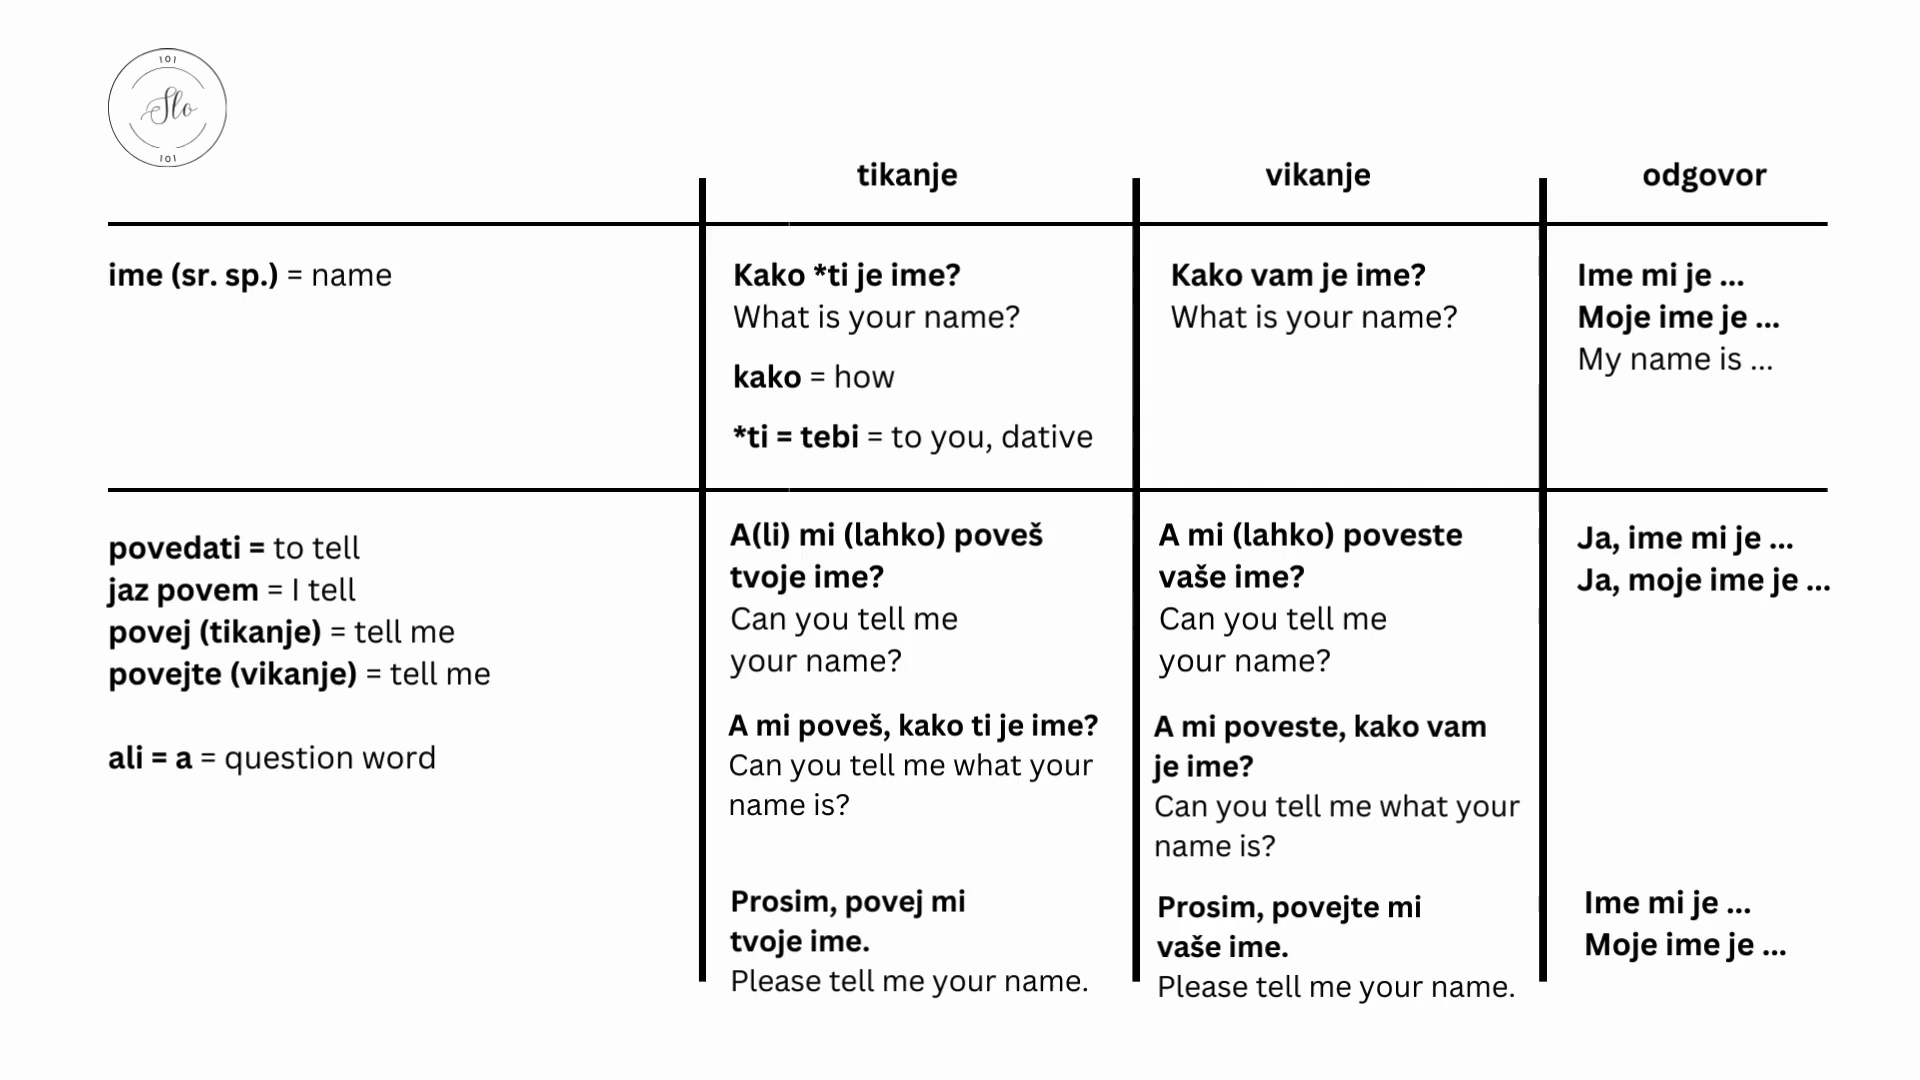 101
Slo
101
tikanje
vikanje
odgovor
ime (sr. sp.) = name
Kako *ti je ime?
What is your name?
kako = how
*ti = tebi = to you, dative
Kako vam je ime?
What is your name?
Ime mi je ...
Moje ime je ...
My name is ...
povedati = to tell
jaz povem = I tell
povej (tikanje) = tell me
povejte (vikanje) = tell me
ali = a = question word
A(li) mi (lahko) poveš
tvoje ime?
Can you tell me
your name?
A mi poveš, kako ti je ime?
Can you tell me what your
name is?
Prosim, povej mi
tvoje ime.
Please tell me your name.
A mi (lahko) poveste
vaše ime?
Can you tell me
your name?
A mi poveste, kako vam
je ime?
Can you tell me what your
name is?
Prosim, povejte mi
vaše ime.
Please tell me your name.
Ja, ime mi je ...
Ja, moje ime je ...
Ime mi je ...
Moje ime je ...